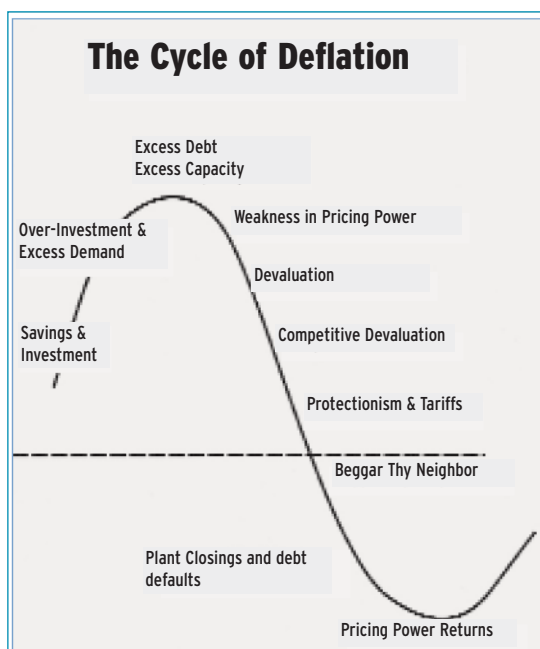 The Cycle of Deflation
Excess Debt
Excess Capacity
Over-Investment &
Excess Demand
Weakness in Pricing Power
Devaluation
Savings &
Investment
Competitive Devaluation
Protectionism & Tariffs
Beggar Thy Neighbor
Plant Closings and debt
defaults
Pricing Power Returns